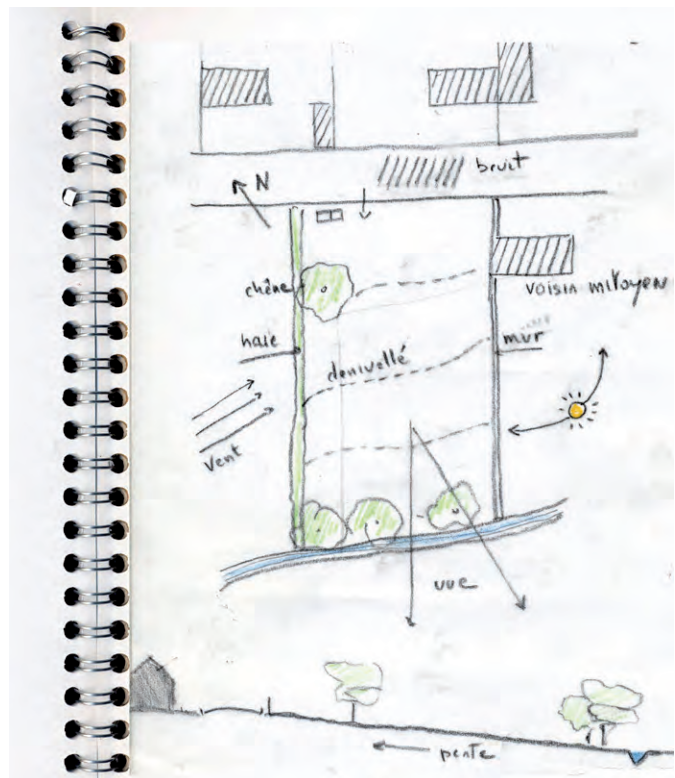 bruit
N
chêne
voisin mitoyen
haie
mur
denivellé
vent
vue
pente